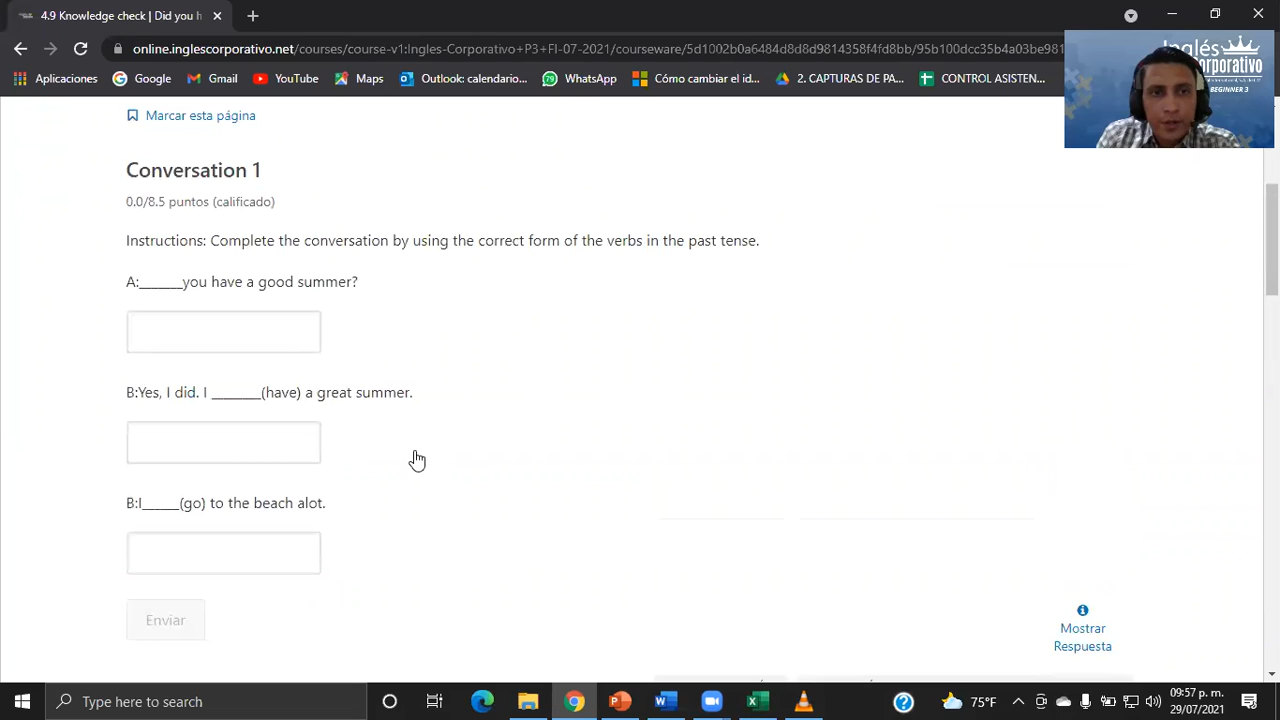 4.9 Knowledge check | Did you h
online.inglescorporativo.net/courses/course-v1:Ingles-Corporativo+P3+FI-07-2021/courseware/5d1002b0a6484d8d8d9814358f4fd8bb/95b100dcc35b4a03be981
Aplicaciones Google Gmail YouTube Maps Outlook: calendario... WhatsApp Cómo cambiar el id... 2. CAPTURAS DE PA... CONTROL ASISTEN...
Inglés
BEGINNER 3
Marcar esta página
Conversation 1
0.0/8.5 puntos (calificado)
Instructions: Complete the conversation by using the correct form of the verbs in the past tense.
A:______you have a good summer?
B:Yes, I did. I _______(have) a great summer.
B:I_____(go) to the beach alot.
Enviar
Mostrar
Respuesta
Type here to search
75°F
09:57 p. m.
29/07/2021